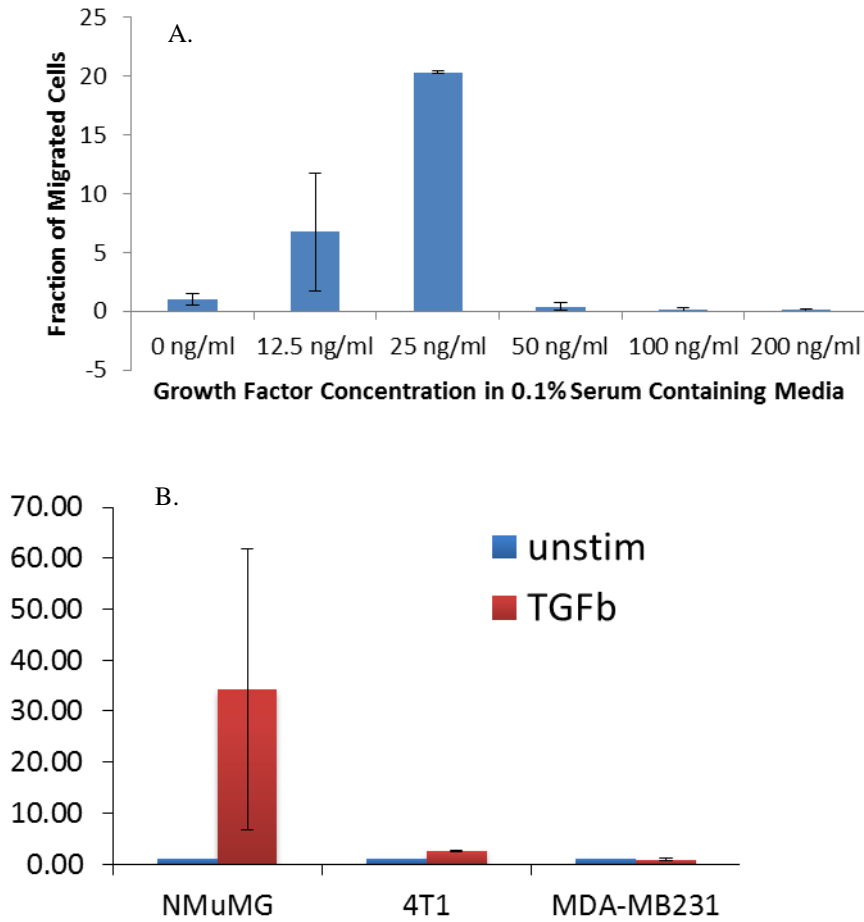 A.
25
20
15
10
5
0
-5
Fraction of Migrated Cells
0 ng/ml 12.5 ng/ml 25 ng/ml 50 ng/ml 100 ng/ml 200 ng/ml
Growth Factor Concentration in 0.1% Serum Containing Media
B.
70.00
60.00
50.00
40.00
30.00
20.00
10.00
0.00
unstim
TGFb
NMuMG 4T1 MDA-MB231